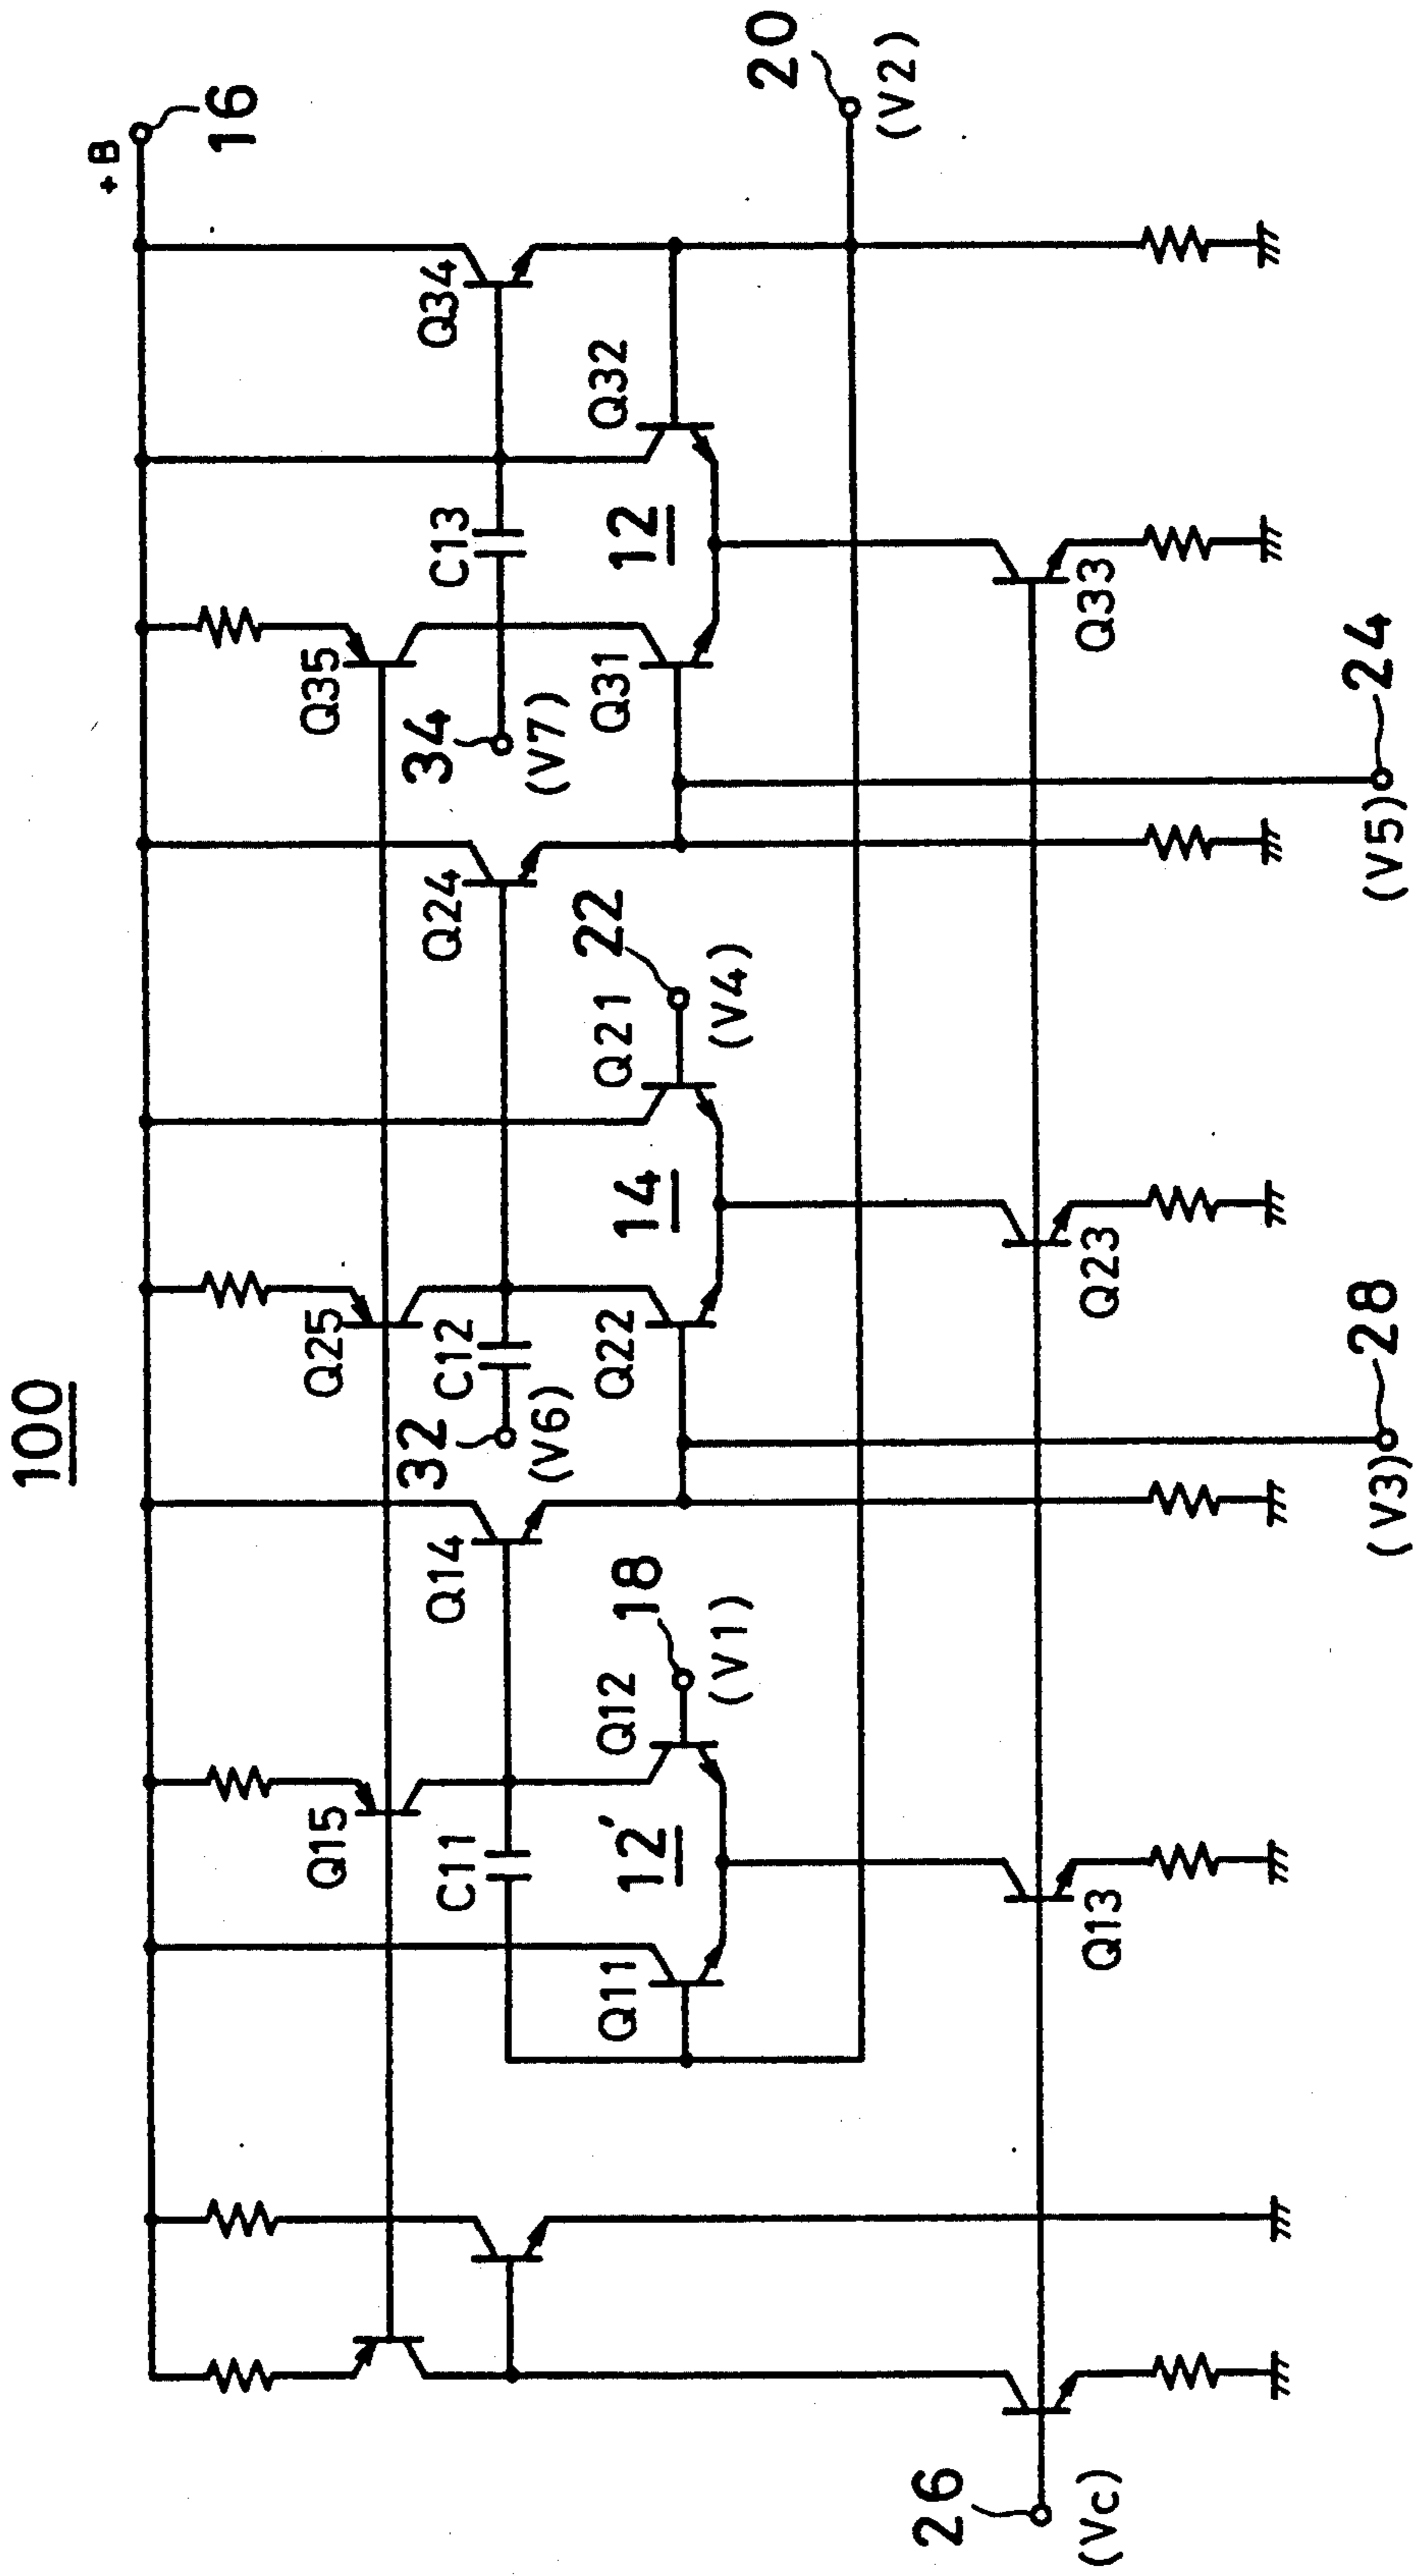 100
+B
16
Q34
Q35
C13
34
(V7)
Q32
12
Q31
20
(V2)
Q33
24
(V5)
Q24
22
Q21
(V4)
Q25
C12
32
(V6)
14
Q22
Q23
28
(V3)
Q14
18
Q12
(V1)
Q15
C11
12'
Q11
Q13
26
(Vc)